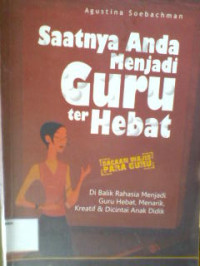 Agustina Soebachman
Saatnya Anda
Menjadi
Guru
ter Hebat
BACAAN WAJIB
PARA GURU
Di Balik Rahasia Menjadi
Guru Hebat, Menarik,
Kreatif & Dicintai Anak Didik